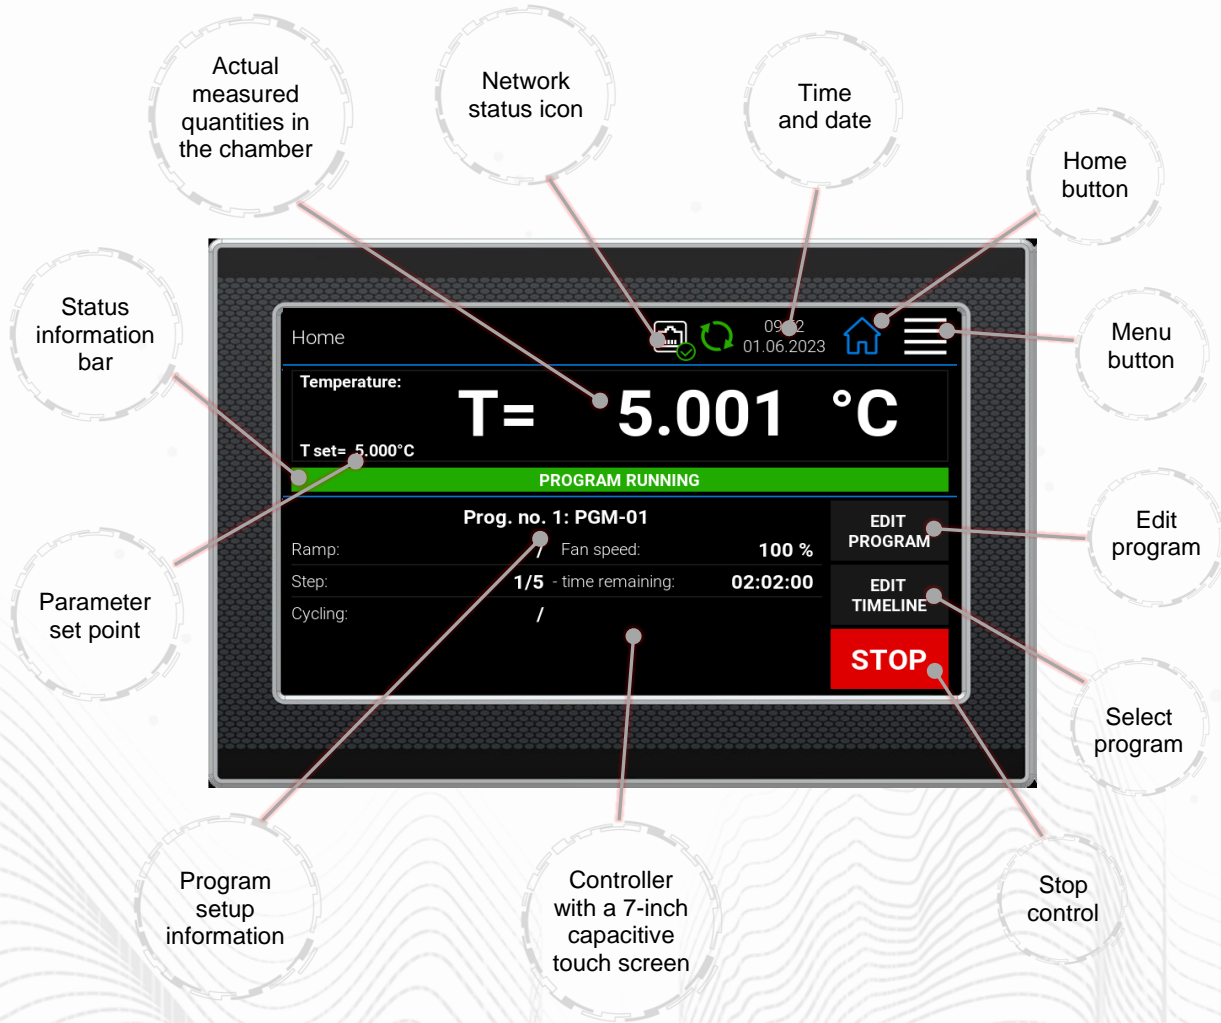 Actual
measured
quantities in
the chamber
Network
status icon
Time
and date
Home
button
Status
information
bar
Menu
button
Home
01.06.2023
Temperature:
T= 5.001 °C
T set= 5.000°C
PROGRAM RUNNING
Prog. no. 1: PGM-01
Ramp: / Fan speed: 100 %
Step: 1/5 - time remaining: 02:02:00
Cycling: /
EDIT
PROGRAM
EDIT
TIMELINE
STOP
Edit
program
Parameter
set point
Select
program
Program
setup
information
Controller
with a 7-inch
capacitive
touch screen
Stop
control